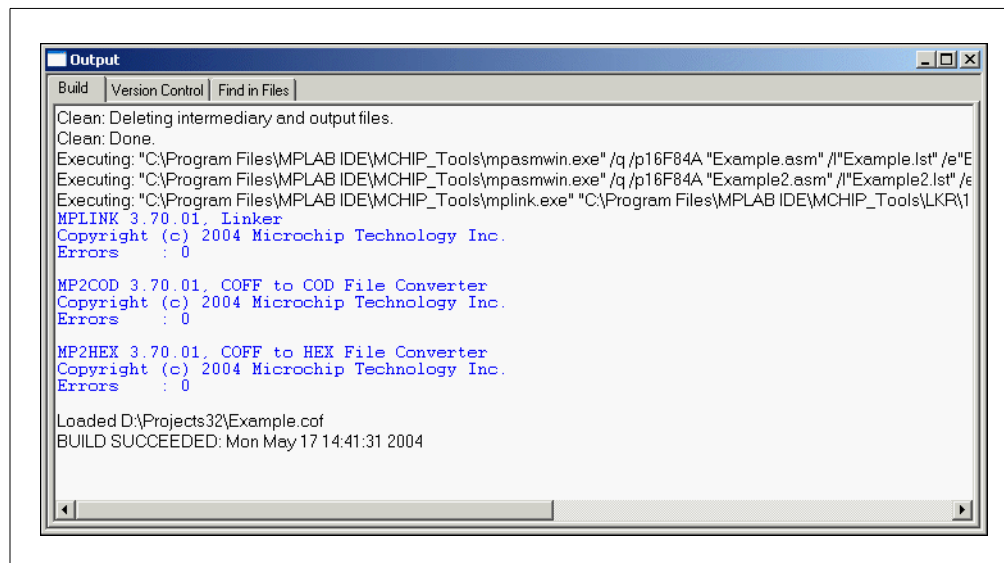 Output
Build Version Control Find in Files
Clean: Deleting intermediary and output files.
Clean: Done.
Executing: "C:\Program Files\MPLAB IDE\MCHIP_Tools\mpasmwin.exe" /q /p16F84A "Example.asm" /l"Example.lst" /e"E
Executing: "C:\Program Files\MPLAB IDE\MCHIP_Tools\mpasmwin.exe" /q /p16F84A "Example2.asm" /l"Example2.lst" /e
Executing: "C:\Program Files\MPLAB IDE\MCHIP_Tools\mplink.exe" "C:\Program Files\MPLAB IDE\MCHIP_Tools\LKR\1
MPLINK 3.70.01, Linker
Copyright (c) 2004 Microchip Technology Inc.
Errors    : 0
MP2COD 3.70.01, COFF to COD File Converter
Copyright (c) 2004 Microchip Technology Inc.
Errors    : 0
MP2HEX 3.70.01, COFF to HEX File Converter
Copyright (c) 2004 Microchip Technology Inc.
Errors    : 0
Loaded D:\Projects32\Example.cof
BUILD SUCCEEDED: Mon May 17 14:41:31 2004